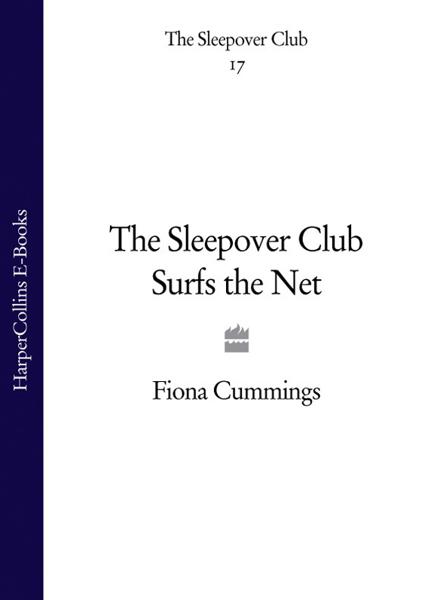 The Sleepover Club
17
The Sleepover Club
Surfs the Net
Fiona Cummings
HarperCollins E-Books